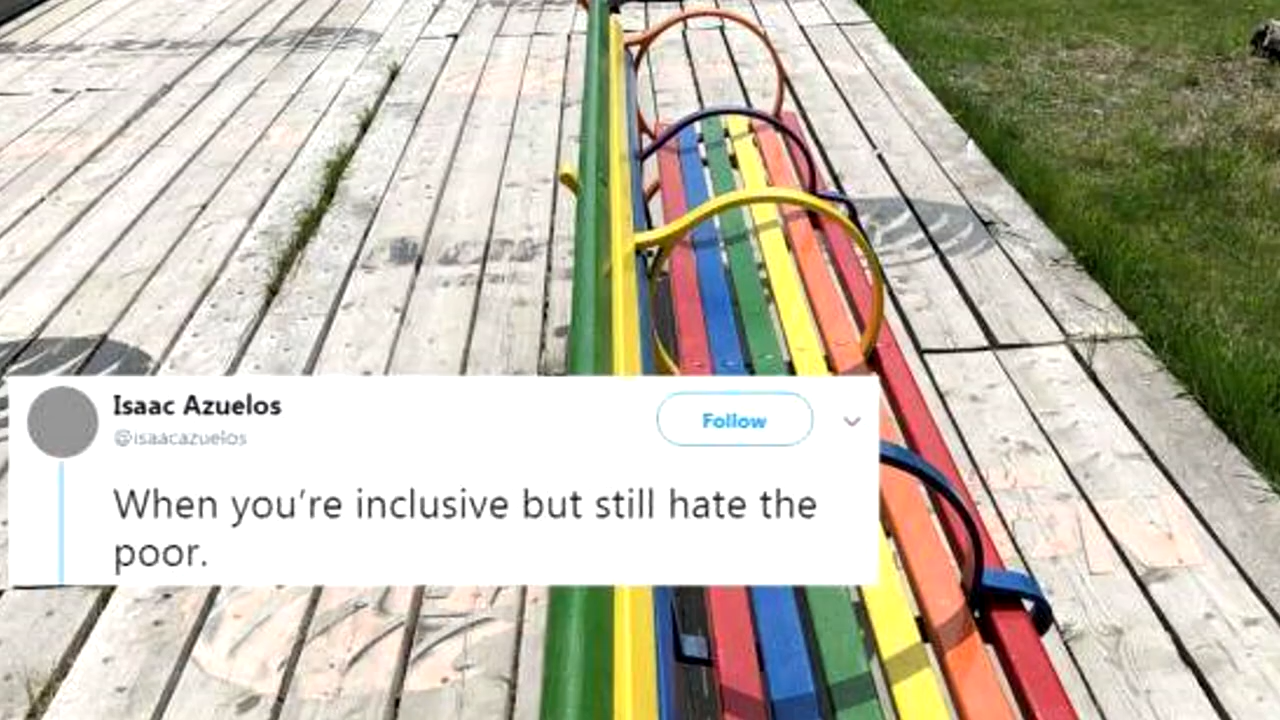 Isaac Azuelos
Follow
@isaacazuelos
When you're inclusive but still hate the
poor.